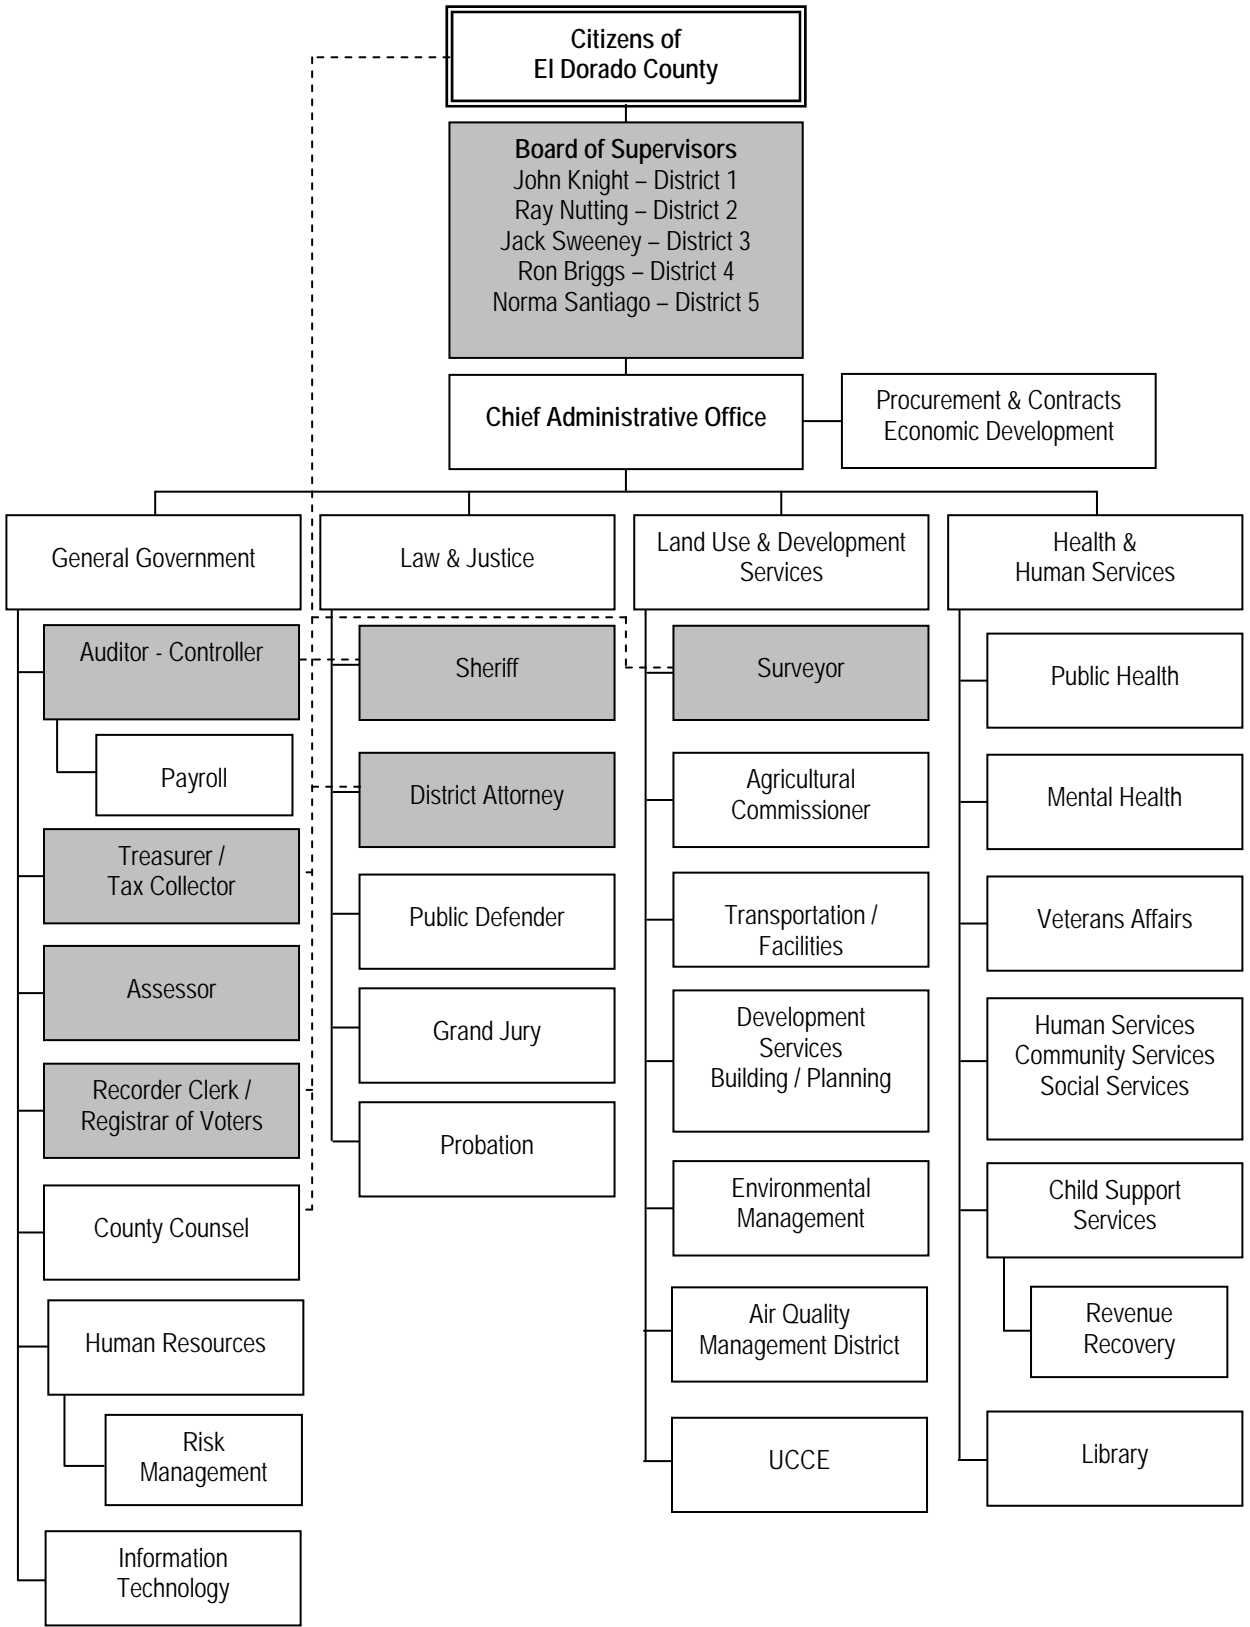 Citizens of
El Dorado County
Board of Supervisors
John Knight – District 1
Ray Nutting – District 2
Jack Sweeney – District 3
Ron Briggs – District 4
Norma Santiago – District 5
Chief Administrative Office
Procurement & Contracts
Economic Development
General Government
Auditor - Controller
Payroll
Treasurer /
Tax Collector
Assessor
Recorder Clerk /
Registrar of Voters
County Counsel
Human Resources
Risk
Management
Information
Technology
Law & Justice
Sheriff
District Attorney
Public Defender
Grand Jury
Probation
Land Use & Development
Services
Surveyor
Agricultural
Commissioner
Transportation /
Facilities
Development
Services
Building / Planning
Environmental
Management
Air Quality
Management District
UCCE
Health &
Human Services
Public Health
Mental Health
Veterans Affairs
Human Services
Community Services
Social Services
Child Support
Services
Revenue
Recovery
Library